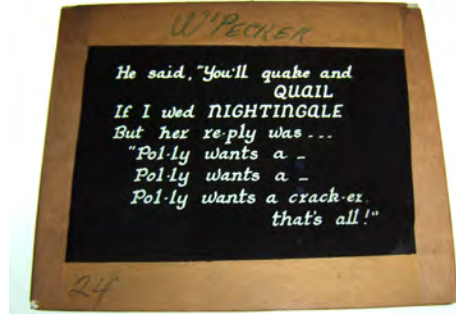 W'PECKER
He said, "You'll quake and
QUAIL
If I wed NIGHTINGALE
But her re-ply was...
"Pol-ly wants a _
Pol-ly wants a _
Pol-ly wants a crack-er,
that's all!"
24